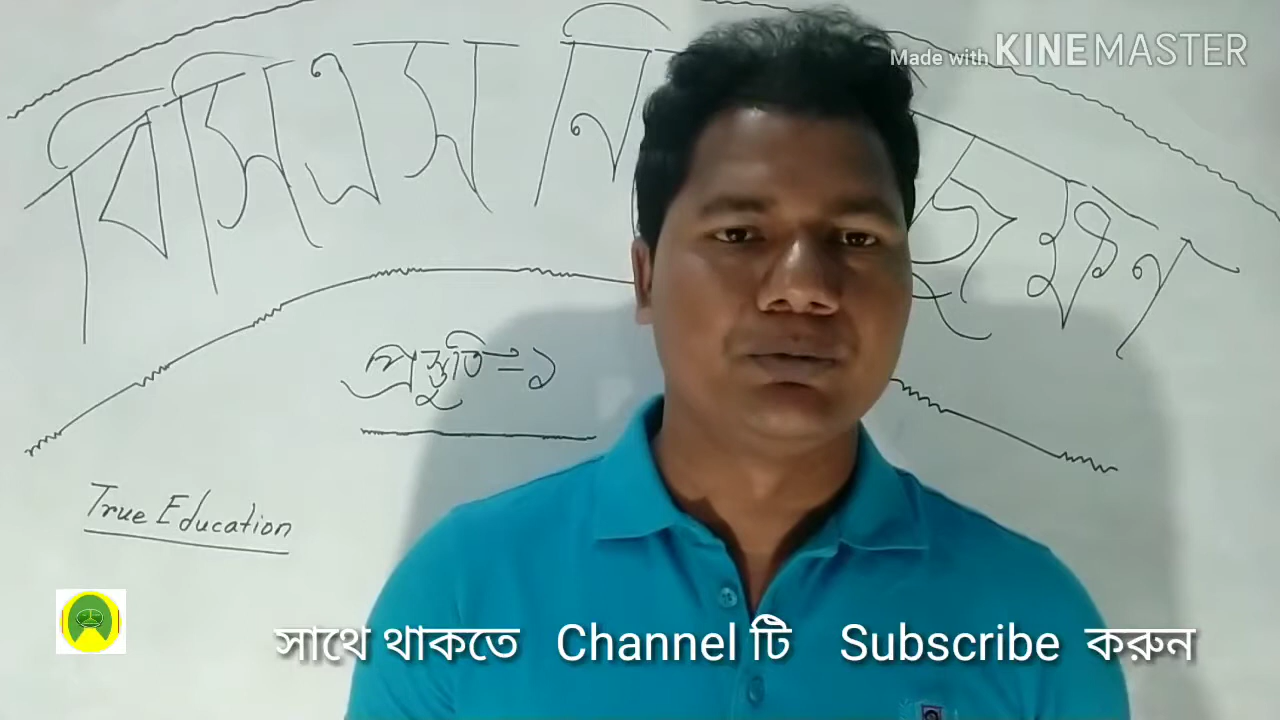 Made with KINEMASTER
বিসিএস নি
প্রস্তুতি-১
True Education
সাথে থাকতে Channel টি Subscribe করুন